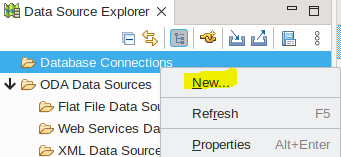 Data Source Explorer
Database Connections
New...
ODA Data Sources
Flat File Data Sou
Refresh F5
Web Services Da
Properties Alt+Enter
XML Data Source